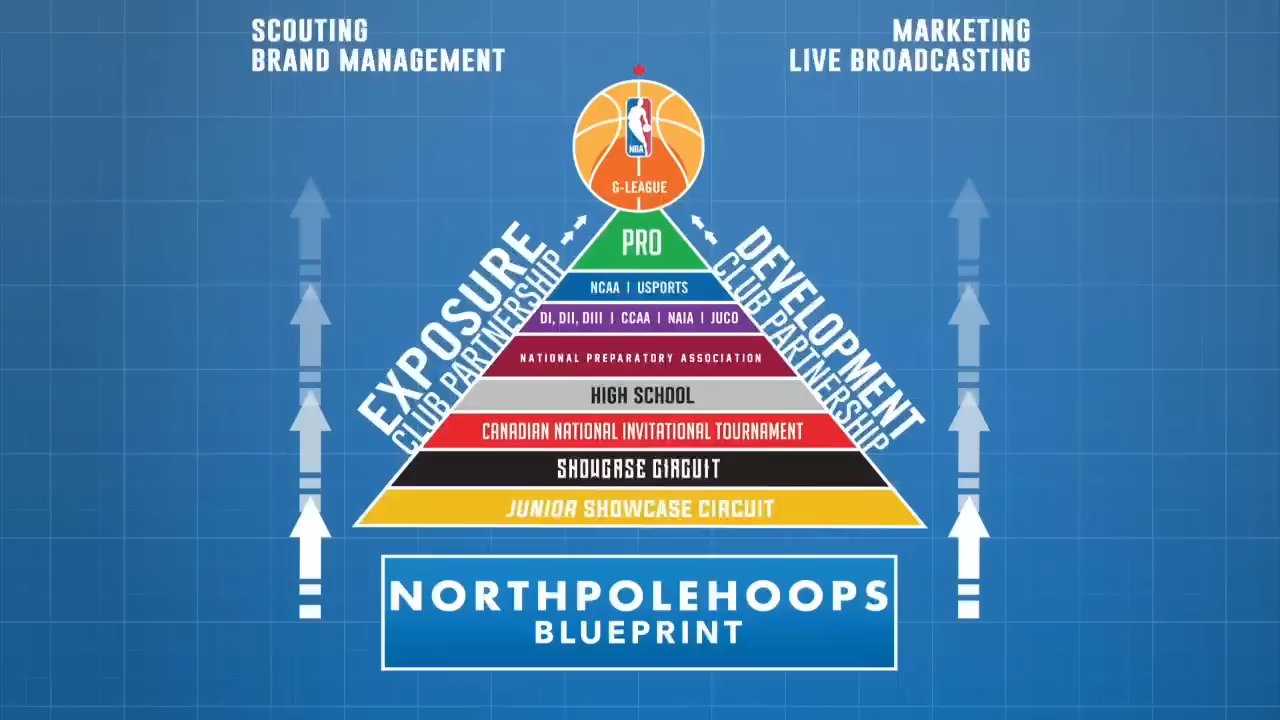 SCOUTING
BRAND MANAGEMENT
MARKETING
LIVE BROADCASTING
NBA
G-LEAGUE
EXPOSURE
CLUB PARTNERSHIP
DEVELOPMENT
CLUB PARTNERSHIP
PRO
NCAA | USPORTS
DI, DII, DIII | CCAA | NAIA | JUCO
NATIONAL PREPARATORY ASSOCIATION
HIGH SCHOOL
CANADIAN NATIONAL INVITATIONAL TOURNAMENT
SHOWCASE CIRCUIT
JUNIOR SHOWCASE CIRCUIT
NORTHPOLEHOOPS
BLUEPRINT